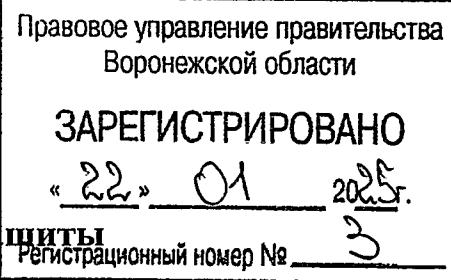 Правовое управление правительства
Воронежской области
ЗАРЕГИСТРИРОВАНО
« 22 » 01 2025г.
щиты
Регистрационный номер № 3